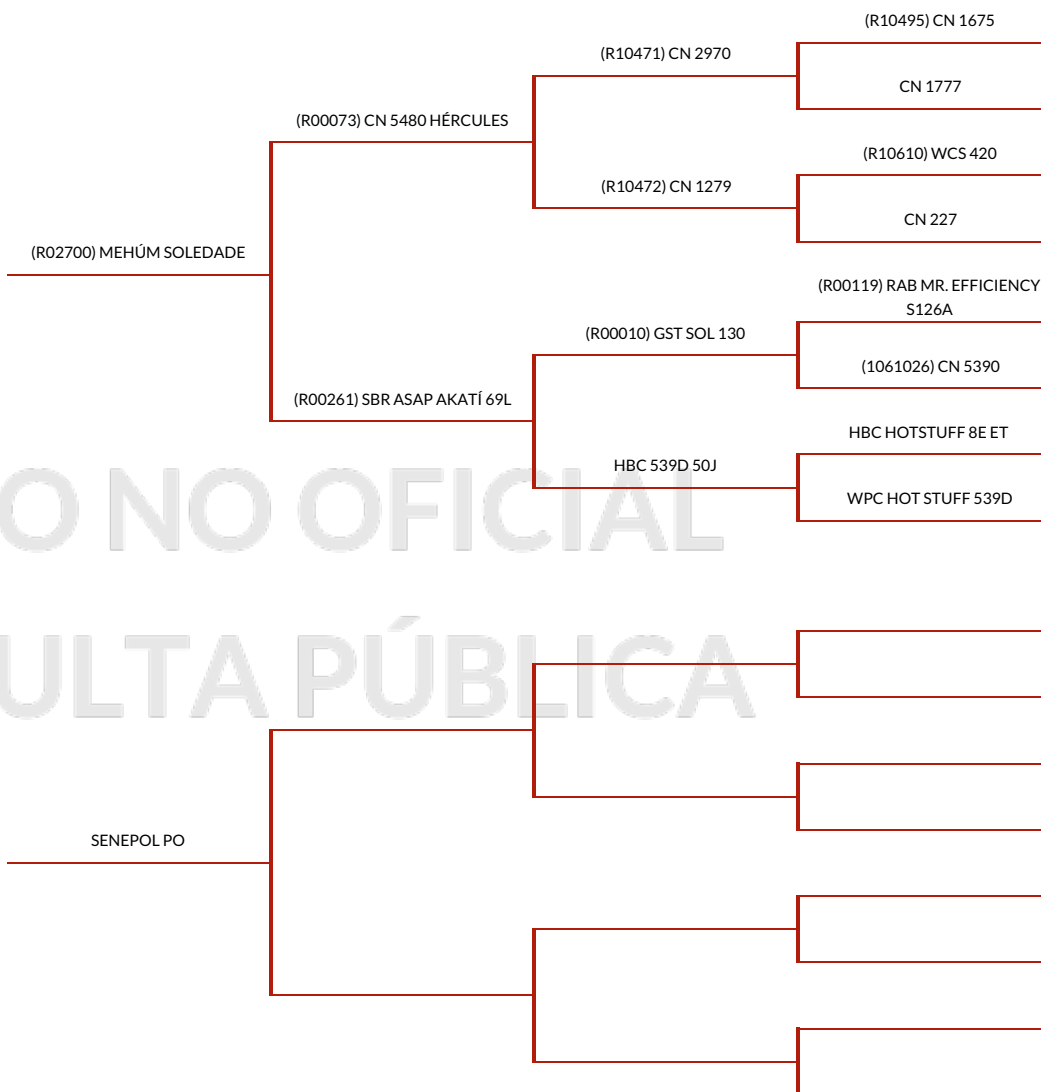 (R10495) CN 1675
(R10471) CN 2970
CN 1777
(R00073) CN 5480 HÉRCULES
(R10610) WCS 420
(R10472) CN 1279
CN 227
(R02700) MEHÚM SOLEDADE
(R00119) RAB MR. EFFICIENCY
S126A
(R00010) GST SOL 130
(1061026) CN 5390
(R00261) SBR ASAP AKATÍ 69L
HBC HOTSTUFF 8E ET
HBC 539D 50J
WPC HOT STUFF 539D
O NO OFICIAL
ULTA PÚBLICA
SENEPOL PO